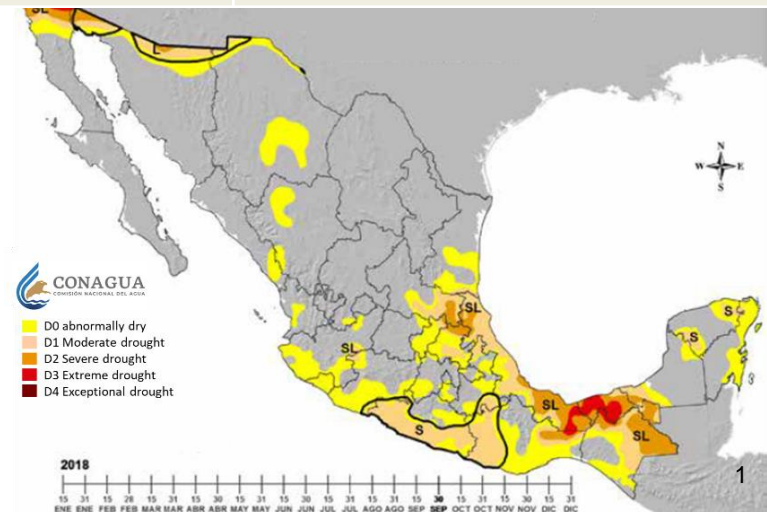 SL
L
N
W E
S
CONAGUA
COMISIÓN NACIONAL DEL AGUA
D0 abnormally dry
D1 Moderate drought
D2 Severe drought
D3 Extreme drought
D4 Exceptional drought
SL
S
S
SL
SL
S
SL
2018
1
15 31 15 28 15 31 15 30 15 31 15 30 15 31 15 31 15 30 15 31 15 30 15 31
ENE ENE FEB FEB MAR MAR ABR ABR MAY MAY JUN JUN JUL JUL AGO AGO SEP SEP OCT OCT NOV NOV DIC DIC